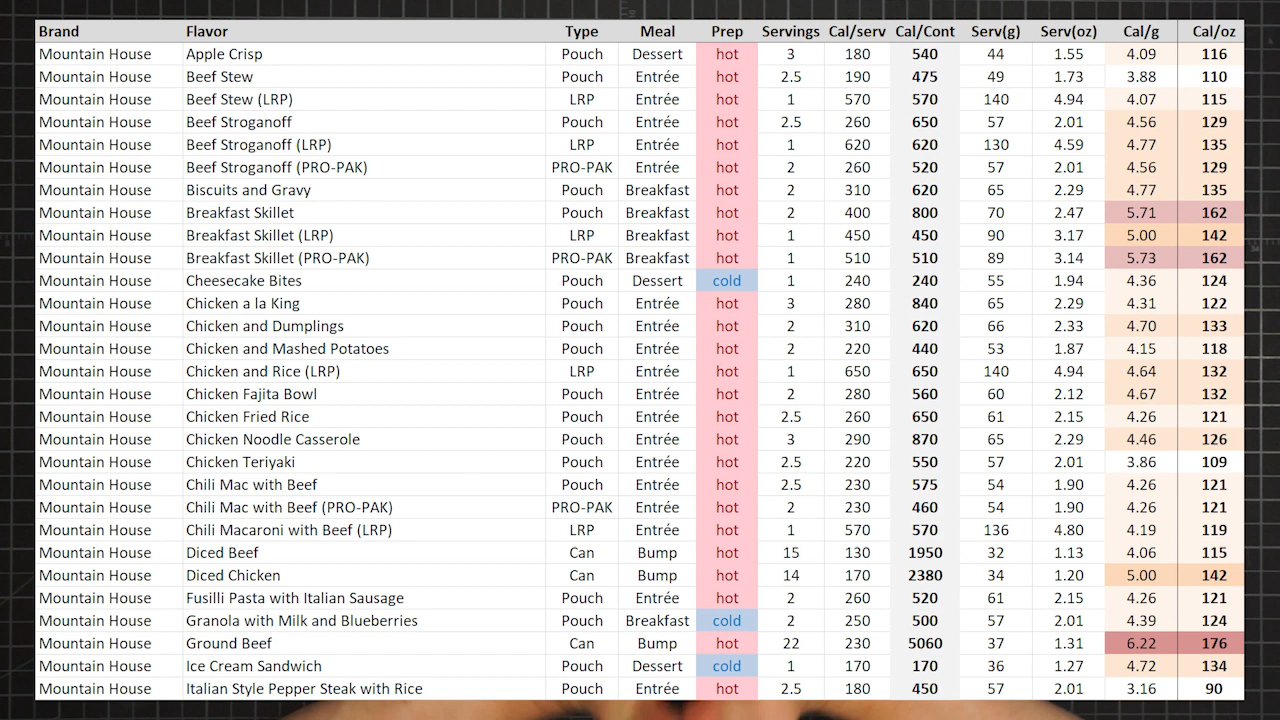 Brand Flavor Type Meal Prep Servings Cal/serv Cal/Cont Serv(g) Serv(oz) Cal/g Cal/oz
Mountain House Apple Crisp Pouch Dessert hot 3 180 540 44 1.55 4.09 116
Mountain House Beef Stew Pouch Entrée hot 2.5 190 475 49 1.73 3.88 110
Mountain House Beef Stew (LRP) LRP Entrée hot 1 570 570 140 4.94 4.07 115
Mountain House Beef Stroganoff Pouch Entrée hot 2.5 260 650 57 2.01 4.56 129
Mountain House Beef Stroganoff (LRP) LRP Entrée hot 1 620 620 130 4.59 4.77 135
Mountain House Beef Stroganoff (PRO-PAK) PRO-PAK Entrée hot 2 260 520 57 2.01 4.56 129
Mountain House Biscuits and Gravy Pouch Breakfast hot 2 310 620 65 2.29 4.77 135
Mountain House Breakfast Skillet Pouch Breakfast hot 2 400 800 70 2.47 5.71 162
Mountain House Breakfast Skillet (LRP) LRP Breakfast hot 1 450 450 90 3.17 5.00 142
Mountain House Breakfast Skillet (PRO-PAK) PRO-PAK Breakfast hot 1 510 510 89 3.14 5.73 162
Mountain House Cheesecake Bites Pouch Dessert cold 1 240 240 55 1.94 4.36 124
Mountain House Chicken a la King Pouch Entrée hot 3 280 840 65 2.29 4.31 122
Mountain House Chicken and Dumplings Pouch Entrée hot 2 310 620 66 2.33 4.70 133
Mountain House Chicken and Mashed Potatoes Pouch Entrée hot 2 220 440 53 1.87 4.15 118
Mountain House Chicken and Rice (LRP) LRP Entrée hot 1 650 650 140 4.94 4.64 132
Mountain House Chicken Fajita Bowl Pouch Entrée hot 2 280 560 60 2.12 4.67 132
Mountain House Chicken Fried Rice Pouch Entrée hot 2.5 260 650 61 2.15 4.26 121
Mountain House Chicken Noodle Casserole Pouch Entrée hot 3 290 870 65 2.29 4.46 126
Mountain House Chicken Teriyaki Pouch Entrée hot 2.5 220 550 57 2.01 3.86 109
Mountain House Chili Mac with Beef Pouch Entrée hot 2.5 230 575 54 1.90 4.26 121
Mountain House Chili Mac with Beef (PRO-PAK) PRO-PAK Entrée hot 2 230 460 54 1.90 4.26 121
Mountain House Chili Macaroni with Beef (LRP) LRP Entrée hot 1 570 570 136 4.80 4.19 119
Mountain House Diced Beef Can Bump hot 15 130 1950 32 1.13 4.06 115
Mountain House Diced Chicken Can Bump hot 14 170 2380 34 1.20 5.00 142
Mountain House Fusilli Pasta with Italian Sausage Pouch Entrée hot 2 260 520 61 2.15 4.26 121
Mountain House Granola with Milk and Blueberries Pouch Breakfast cold 2 250 500 57 2.01 4.39 124
Mountain House Ground Beef Can Bump hot 22 230 5060 37 1.31 6.22 176
Mountain House Ice Cream Sandwich Pouch Dessert cold 1 170 170 36 1.27 4.72 134
Mountain House Italian Style Pepper Steak with Rice Pouch Entrée hot 2.5 180 450 57 2.01 3.16 90